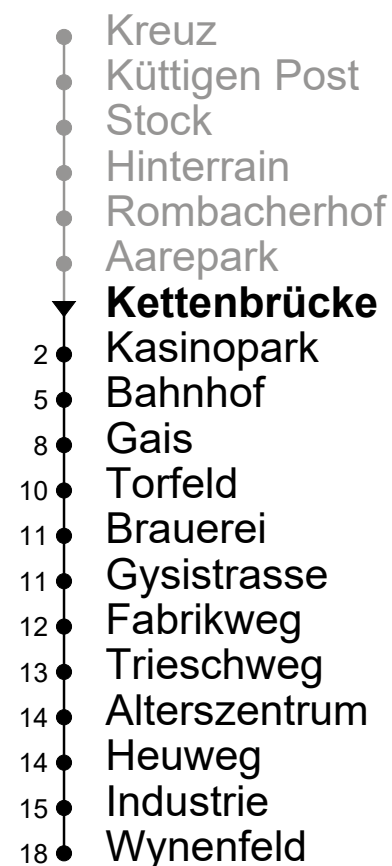 Kreuz
Küttigen Post
Stock
Hinterrain
Rombacherhof
Aarepark
Kettenbrücke
2 Kasinopark
5 Bahnhof
8 Gais
10 Torfeld
11 Brauerei
11 Gysistrasse
12 Fabrikweg
13 Trieschweg
14 Alterszentrum
14 Heuweg
15 Industrie
18 Wynenfeld